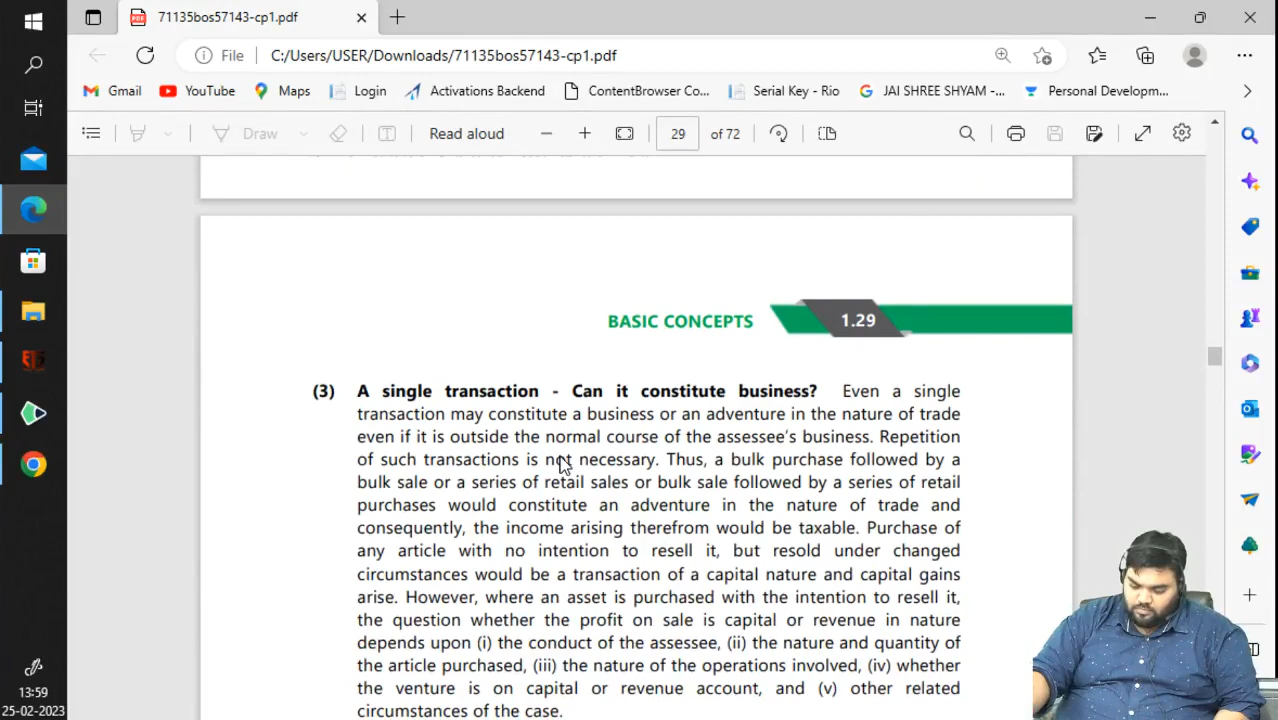 71135bos57143-cp1.pdf
File C:/Users/USER/Downloads/71135bos57143-cp1.pdf
Gmail YouTube Maps Login Activations Backend ContentBrowser Co... Serial Key - Rio JAI SHREE SHYAM -... Personal Developm...
Draw Read aloud 29 of 72
BASIC CONCEPTS 1.29
(3) A single transaction - Can it constitute business? Even a single
transaction may constitute a business or an adventure in the nature of trade
even if it is outside the normal course of the assessee's business. Repetition
of such transactions is not necessary. Thus, a bulk purchase followed by a
bulk sale or a series of retail sales or bulk sale followed by a series of retail
purchases would constitute an adventure in the nature of trade and
consequently, the income arising therefrom would be taxable. Purchase of
any article with no intention to resell it, but resold under changed
circumstances would be a transaction of a capital nature and capital gains
arise. However, where an asset is purchased with the intention to resell it,
the question whether the profit on sale is capital or revenue in nature
depends upon (i) the conduct of the assessee, (ii) the nature and quantity of
the article purchased, (iii) the nature of the operations involved, (iv) whether
the venture is on capital or revenue account, and (v) other related
circumstances of the case.
13:59
25-02-2023